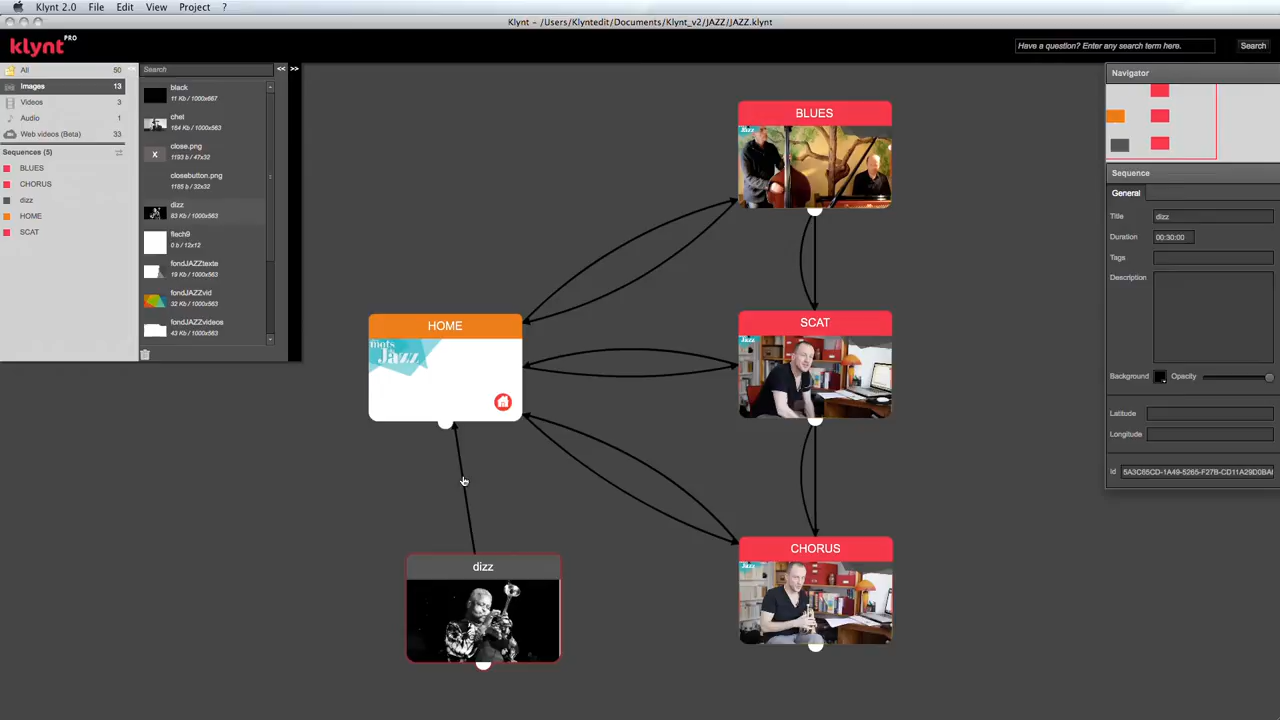 Klynt 2.0 File Edit View Project ?
Klynt - /Users/Klyntedit/Documents/Klynt_v2/JAZZ/JAZZ.klynt
klynt PRO
Have a question? Enter any search term here. Search
All 50
Images 13
Videos 3
Audio 1
Web videos (Beta) 33
Sequences (5)
BLUES
CHORUS
dizz
HOME
SCAT
Search << >>
black
11 Kb / 1000x667
chet
164 Kb / 1000x563
close.png
1193 b / 47x32
closebutton.png
1185 b / 32x32
dizz
83 Kb / 1000x563
flech9
0 b / 12x12
fondJAZZtexte
19 Kb / 1000x563
fondJAZZvid
32 Kb / 1000x563
fondJAZZvideos
43 Kb / 1000x563
BLUES
Jazz
HOME
mots
Jazz
SCAT
Jazz
CHORUS
Jazz
dizz
Navigator
Sequence
General
Title dizz
Duration 00:30:00
Tags
Description
Background Opacity
Latitude
Longitude
Id